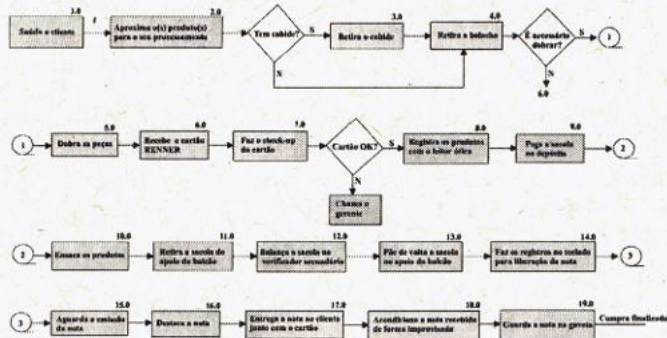 1.0
Saúda o cliente
t
2.0
Aproxima o(s) produto(s)
para o seu processamento
Tem cabide?
S
N
3.0
Retira o cabide
4.0
Retira a bolacha
É necessário
dobrar?
S
1
N
6.0
1
5.0
Dobra as peças
6.0
Recebe o cartão
RENNER
7.0
Faz o check-up
do cartão
Cartão OK?
S
N
Chama o
gerente
8.0
Registra os produtos
com o leitor ótico
9.0
Pega a sacola
no depósito
2
2
10.0
Ensaca os produtos
11.0
Retira a sacola do
apoio do balcão
12.0
Balança a sacola no
verificador secundário
13.0
Põe de volta a sacola
no apoio do balcão
14.0
Faz os registros no teclado
para liberação da nota
3
3
15.0
Aguarda a emissão
da nota
16.0
Destaca a nota
17.0
Entrega a nota ao cliente
junto com o cartão
18.0
Acondiciona a nota recebida
de forma improvisada
19.0
Guarda a nota na gaveta
Compra finalizada